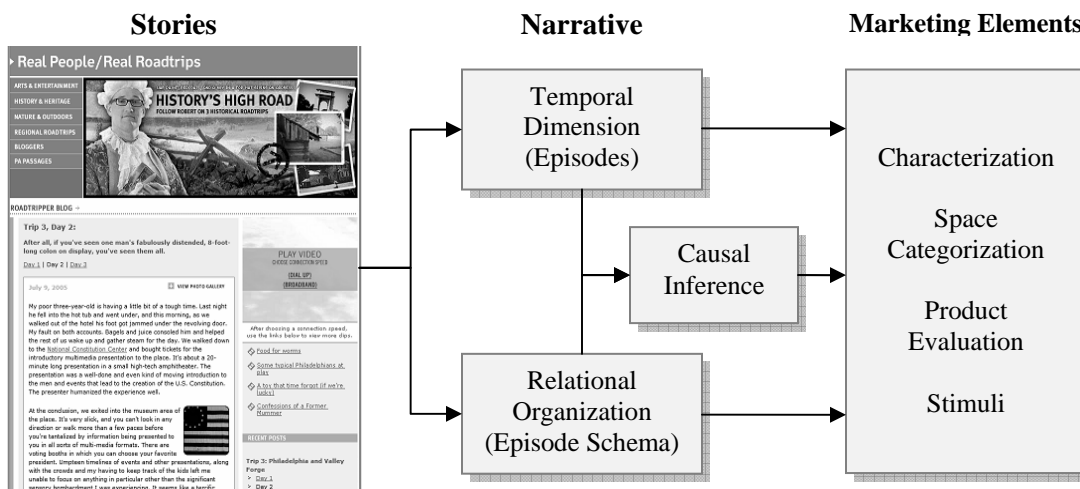 Stories
Narrative
Marketing Elements
Real People/Real Roadtrips
ARTS & ENTERTAINMENT
HISTORY & HERITAGE
NATURE & OUTDOORS
REGIONAL ROADTRIPS
BLOGGERS
PA PASSAGES
HISTORY'S HIGH ROAD
FOLLOW ROBERT ON 3 HISTORICAL ROADTRIPS
ROADTRIPPER BLOG
Trip 3, Day 2:
After all, if you've seen one man's fabulously distended, 8-foot-
long colon on display, you've seen them all.
Day 1 | Day 2 | Day 3
July 9, 2005
VIEW PHOTO GALLERY
My poor three-year-old is having a little bit of a tough time. Last night
he fell into the hot tub and went under, and this morning, as we
walked out of the hotel his foot got jammed under the revolving door.
My fault on both accounts. Bagels and juice consoled him and helped
the rest of us wake up and gather steam for the day. We walked down
to the National Constitution Center and bought tickets for the
introductory multimedia presentation to the place. It's about a 20-
minute long presentation in a small high-tech amphitheater. The
presentation was a well-done and even kind of moving introduction to
the men and events that lead to the creation of the U.S. Constitution.
The presenter humanized the experience well.
At the conclusion, we exited into the museum area of
the place. It's very slick, and you can't look in any
direction or walk more than a few paces before
you're tantalized by information being presented to
you in all sorts of multi-media formats. There are
voting booths in which you can choose your favorite
president. Umpteen timelines of events and other presentations, along
with the crowds and my having to keep track of the kids left me
unable to focus on anything in particular other than the significant
sensory bombardment I was experiencing. It seems like a terrific
PLAY VIDEO
CHOOSE CONNECTION SPEED
(DIAL UP)
(BROADBAND)
After choosing a connection speed,
use the links below to view more clips.
Food for worms
Some typical Philadelphians at
play
A toy that time forgot (if we're
lucky)
Confessions of a Former
Mummer
RECENT POSTS
Trip 3: Philadelphia and Valley
Forge
> Day 1
> Day 2
Temporal
Dimension
(Episodes)
Causal
Inference
Relational
Organization
(Episode Schema)
Characterization
Space
Categorization
Product
Evaluation
Stimuli